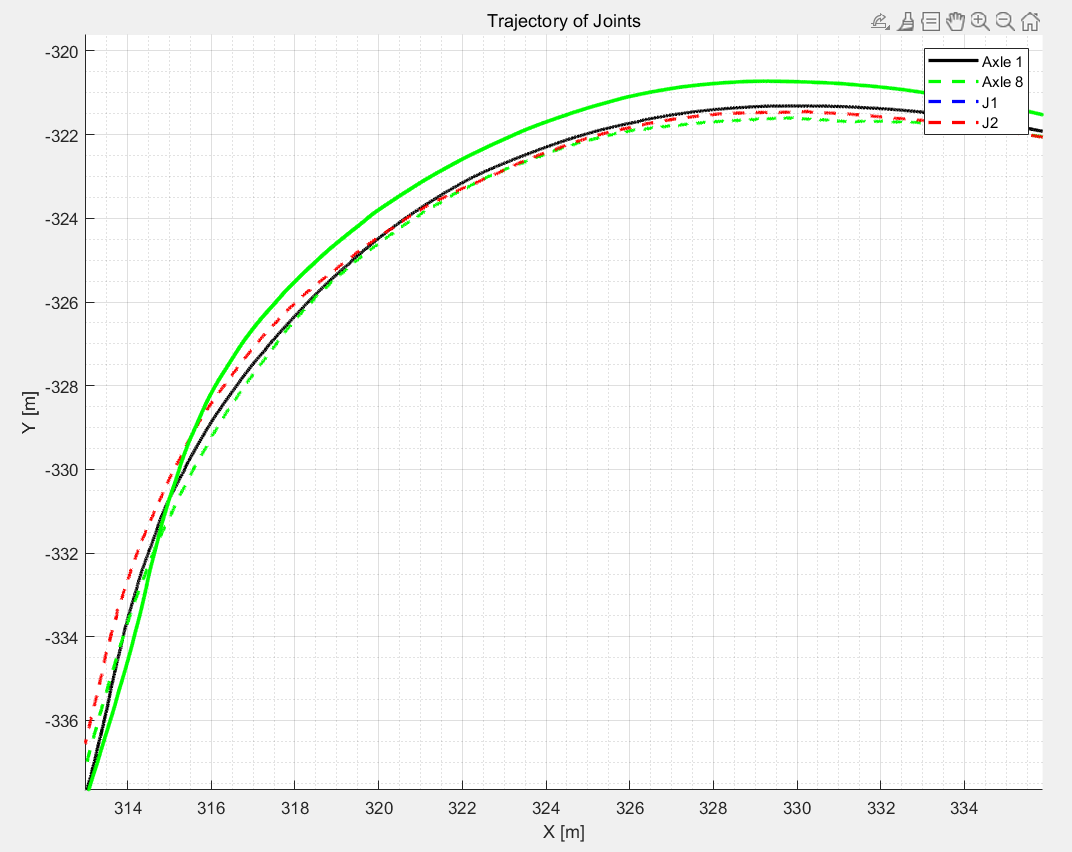 Trajectory of Joints
Axle 1
Axle 8
J1
J2
-320
-322
-324
-326
-328
-330
-332
-334
-336
Y [m]
314 316 318 320 322 324 326 328 330 332 334
X [m]